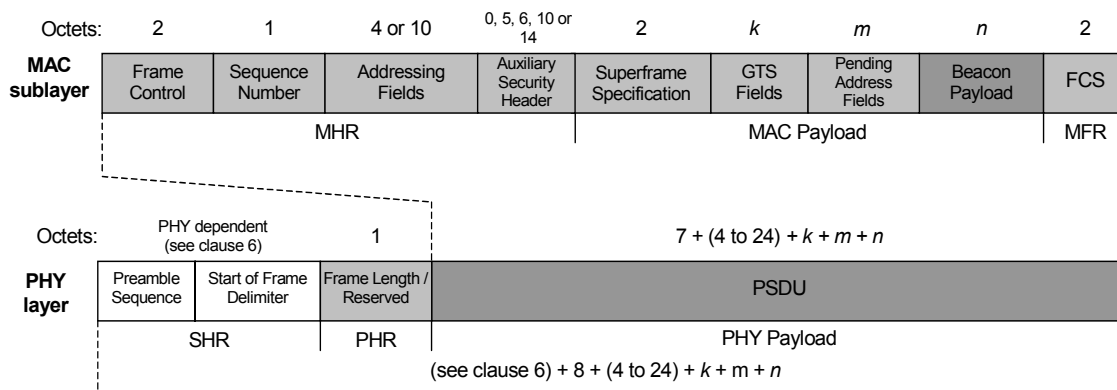 Octets: 2 1 4 or 10 0, 5, 6, 10 or 14 2 k m n 2
MAC sublayer
Frame Control
Sequence Number
Addressing Fields
Auxiliary Security Header
Superframe Specification
GTS Fields
Pending Address Fields
Beacon Payload
FCS
MHR MAC Payload MFR
Octets: PHY dependent (see clause 6) 1 7 + (4 to 24) + k + m + n
PHY layer
Preamble Sequence
Start of Frame Delimiter
Frame Length / Reserved
PSDU
SHR PHR PHY Payload
(see clause 6) + 8 + (4 to 24) + k + m + n